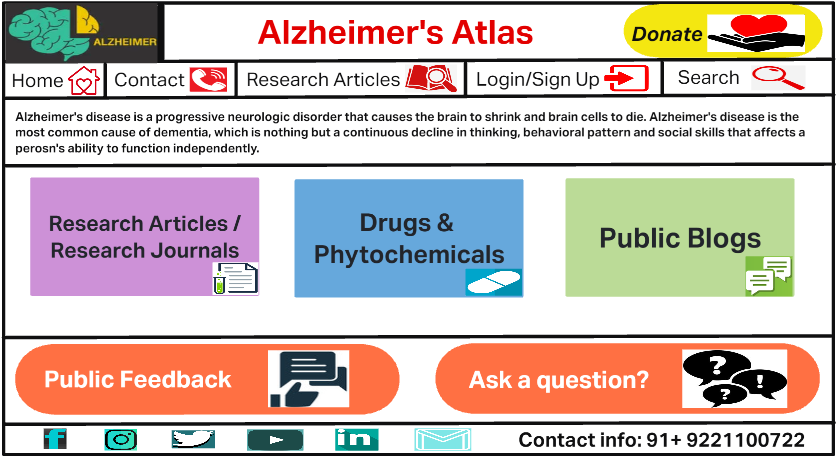 ALZHEIMER
Alzheimer's Atlas
Donate
Home
Contact
Research Articles
Login/Sign Up
Search
Alzheimer's disease is a progressive neurologic disorder that causes the brain to shrink and brain cells to die. Alzheimer's disease is the
most common cause of dementia, which is nothing but a continuous decline in thinking, behavioral pattern and social skills that affects a
perosn's ability to function independently.
Research Articles /
Research Journals
Drugs &
Phytochemicals
Public Blogs
Public Feedback
Ask a question?
? ! ?
f
in
Contact info: 91+ 9221100722